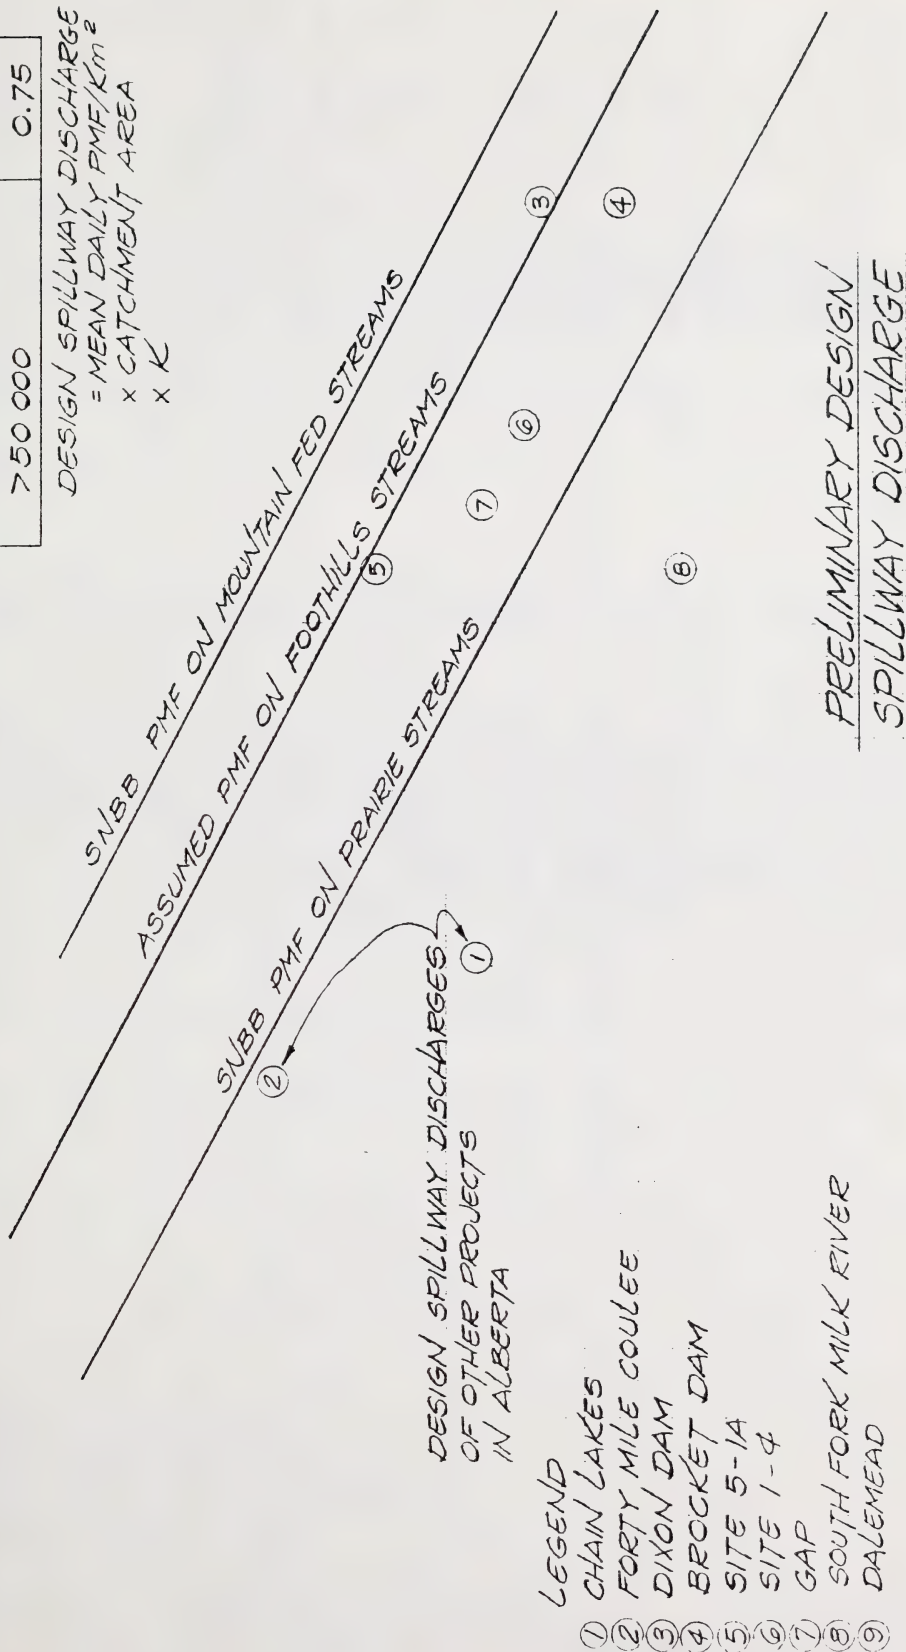 750 000 0.75
DESIGN SPILLWAY DISCHARGE
= MEAN DAILY PMF/Km²
x CATCHMENT AREA
x K
SNBB PMF ON MOUNTAIN FED STREAMS
ASSUMED PMF ON FOOTHILLS STREAMS
SNBB PMF ON PRAIRIE STREAMS
③
④
⑤
⑥
⑦
⑧
②
①
DESIGN SPILLWAY DISCHARGES
OF OTHER PROJECTS
IN ALBERTA
LEGEND
① CHAIN LAKES
② FORTY MILE COULEE
③ DIXON DAM
④ BROCKET DAM
⑤ SITE 5-1A
⑥ SITE 1-4
⑦ GAP
⑧ SOUTH FORK MILK RIVER
⑨ DALEMEAD
PRELIMINARY DESIGN
SPILLWAY DISCHARGE